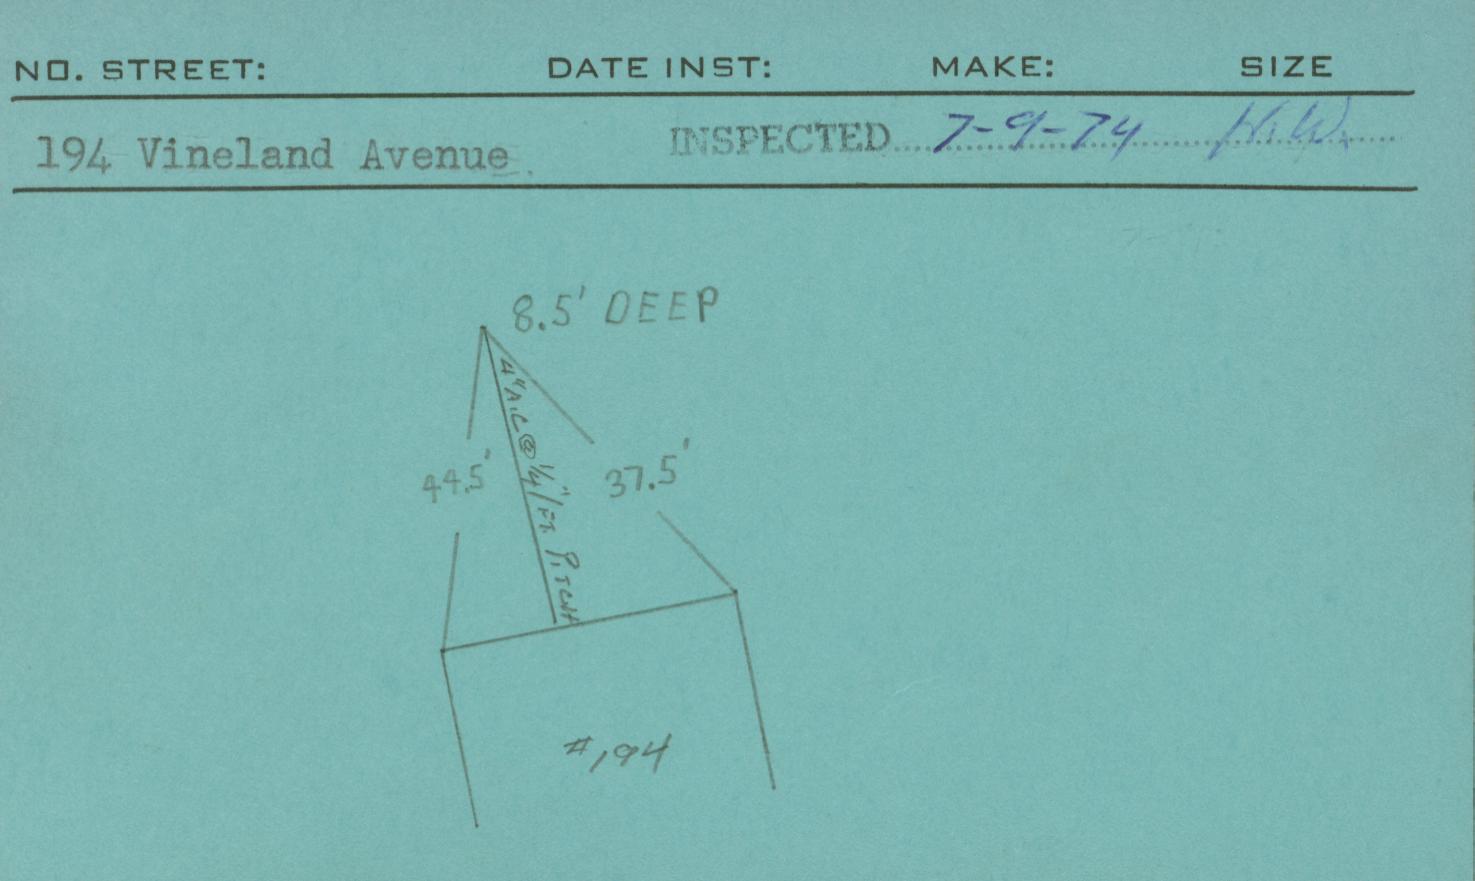 NO. STREET: DATE INST: MAKE: SIZE
194 Vineland Avenue INSPECTED 7-9-74 H.W.
8.5' DEEP
4" A.C @ 1/4"/FT. PITCH
44.5'
37.5'
#194